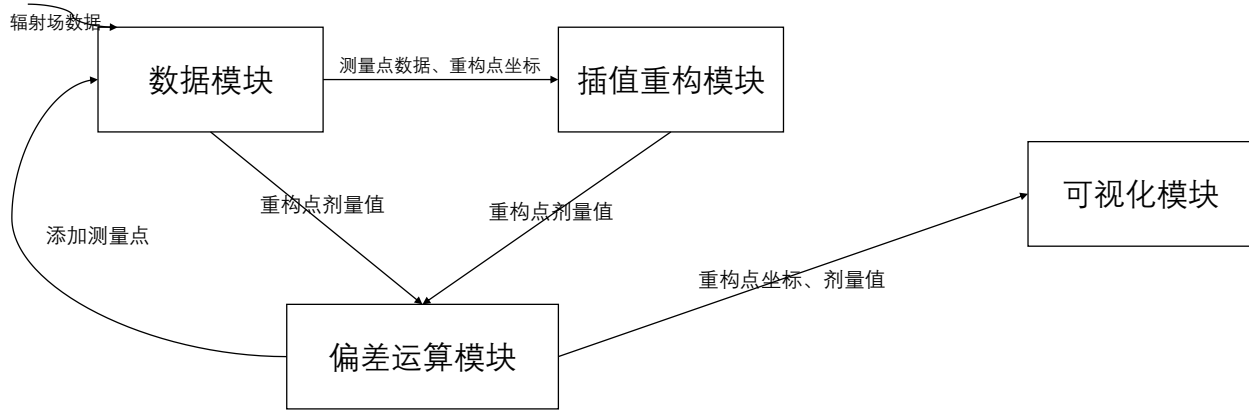 辐射场数据
数据模块
测量点数据、重构点坐标
插值重构模块
可视化模块
重构点剂量值
重构点剂量值
添加测量点
重构点坐标、剂量值
偏差运算模块